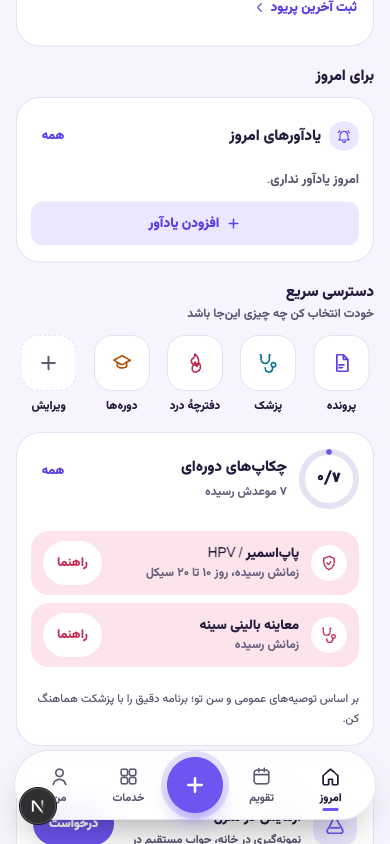 ثبت آخرین پریود
برای امروز
یادآورهای امروز
همه
امروز یادآور نداری.
افزودن یادآور
دسترسی سریع
خودت انتخاب کن چه چیزی این‌جا باشد
پرونده
پزشک
دفترچهٔ درد
دوره‌ها
ویرایش
۰/۷
چکاپ‌های دوره‌ای
همه
۷ موعدش رسیده
پاپ‌اسمیر / HPV
زمانش رسیده، روز ۱۰ تا ۲۰ سیکل
راهنما
معاینه بالینی سینه
زمانش رسیده
راهنما
بر اساس توصیه‌های عمومی و سن تو؛ برنامه دقیق را با پزشکت هماهنگ
کن.
امروز
تقویم
خدمات
من
N
درخواست
نمونه‌گیری در خانه، جواب مستقیم در